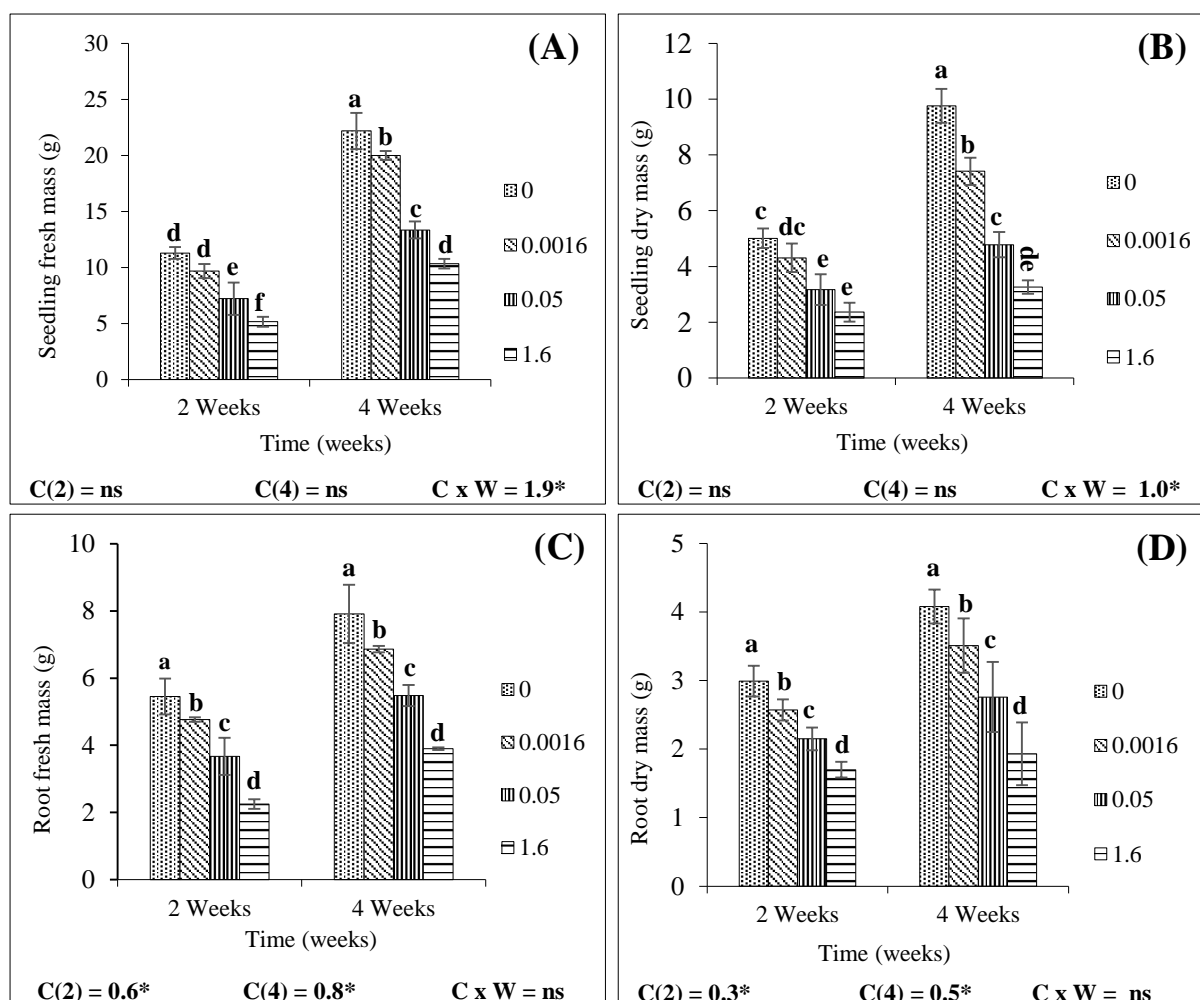 (A)
Seedling fresh mass (g)
30
25
20
15
10
5
0
d
d
e
f
a
b
c
d
0
0.0016
0.05
1.6
2 Weeks
4 Weeks
Time (weeks)
C(2) = ns C(4) = ns C x W = 1.9*
(B)
Seedling dry mass (g)
12
10
8
6
4
2
0
c
dc
e
e
a
b
c
de
0
0.0016
0.05
1.6
2 Weeks
4 Weeks
Time (weeks)
C(2) = ns C(4) = ns C x W = 1.0*
(C)
Root fresh mass (g)
10
8
6
4
2
0
a
b
c
d
a
b
c
d
0
0.0016
0.05
1.6
2 Weeks
4 Weeks
Time (weeks)
C(2) = 0.6* C(4) = 0.8* C x W = ns
(D)
Root dry mass (g)
5
4
3
2
1
0
a
b
c
d
a
b
c
d
0
0.0016
0.05
1.6
2 Weeks
4 Weeks
Time (weeks)
C(2) = 0.3* C(4) = 0.5* C x W = ns